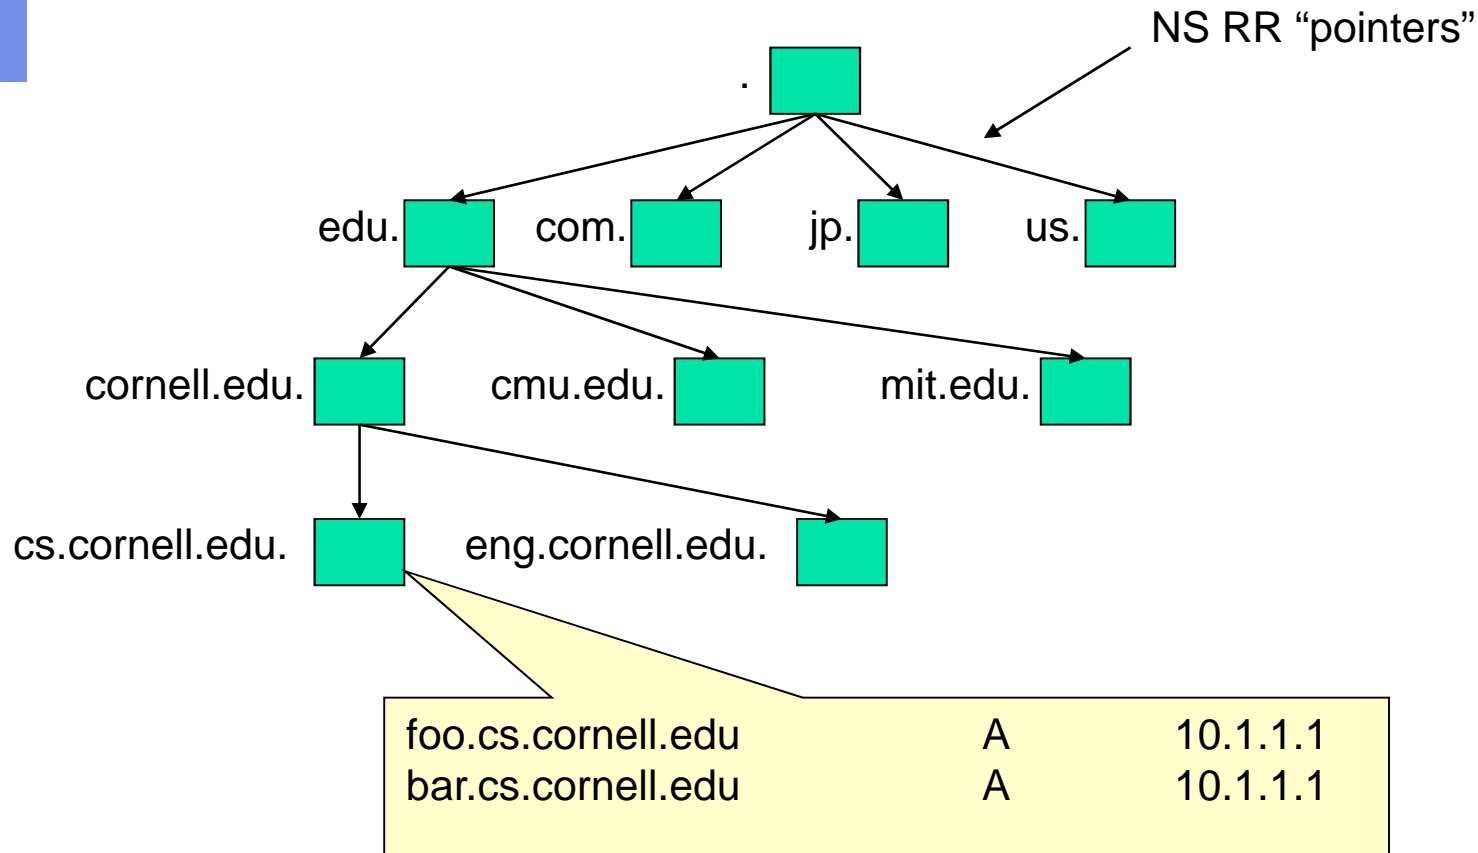 NS RR “pointers”
.
edu. com. jp. us.
cornell.edu. cmu.edu. mit.edu.
cs.cornell.edu. eng.cornell.edu.
foo.cs.cornell.edu A 10.1.1.1
bar.cs.cornell.edu A 10.1.1.1